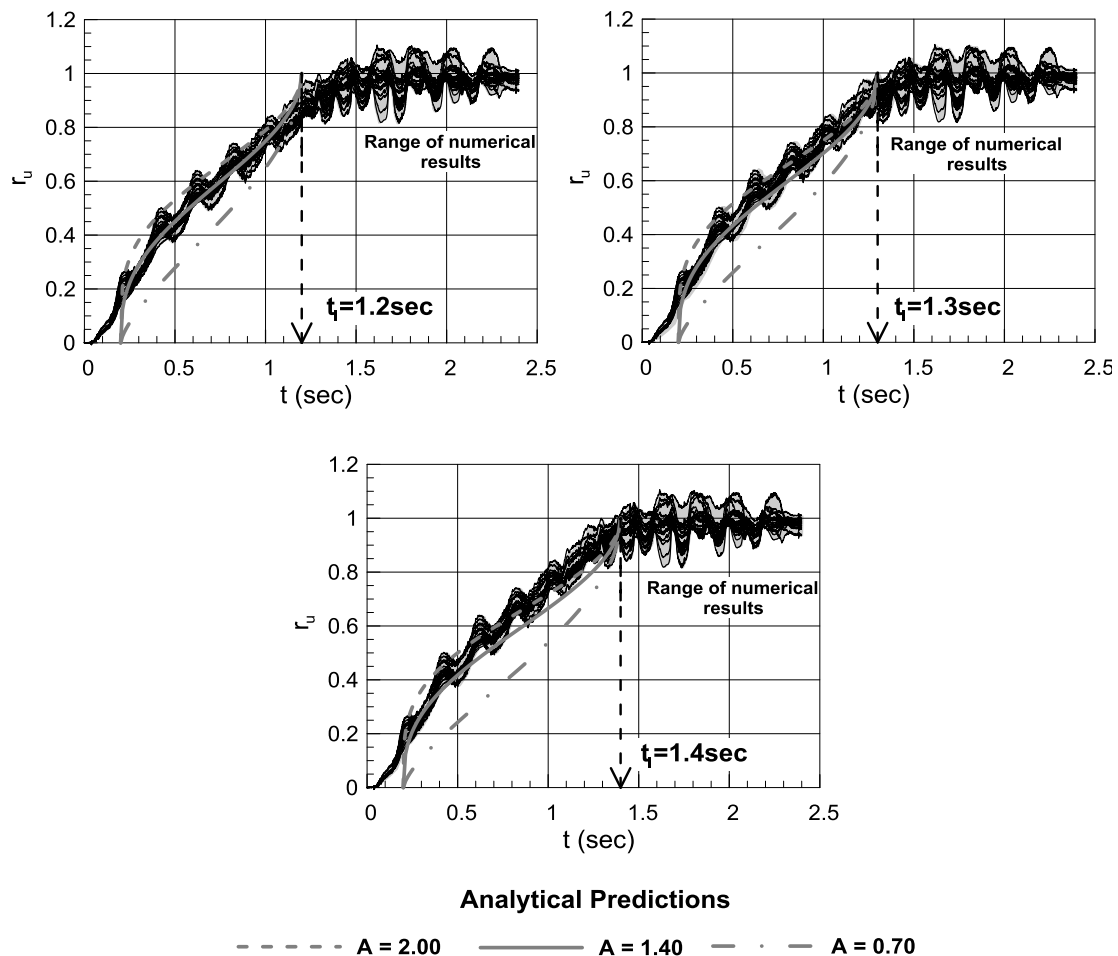 1.2
1
0.8
0.6
0.4
0.2
0
r_u
Range of numerical
results
t_l=1.2sec
0 0.5 1 1.5 2 2.5
t (sec)
1.2
1
0.8
0.6
0.4
0.2
0
r_u
Range of numerical
results
t_l=1.3sec
0 0.5 1 1.5 2 2.5
t (sec)
1.2
1
0.8
0.6
0.4
0.2
0
r_u
Range of numerical
results
t_l=1.4sec
0 0.5 1 1.5 2 2.5
t (sec)
Analytical Predictions
A = 2.00 A = 1.40 A = 0.70